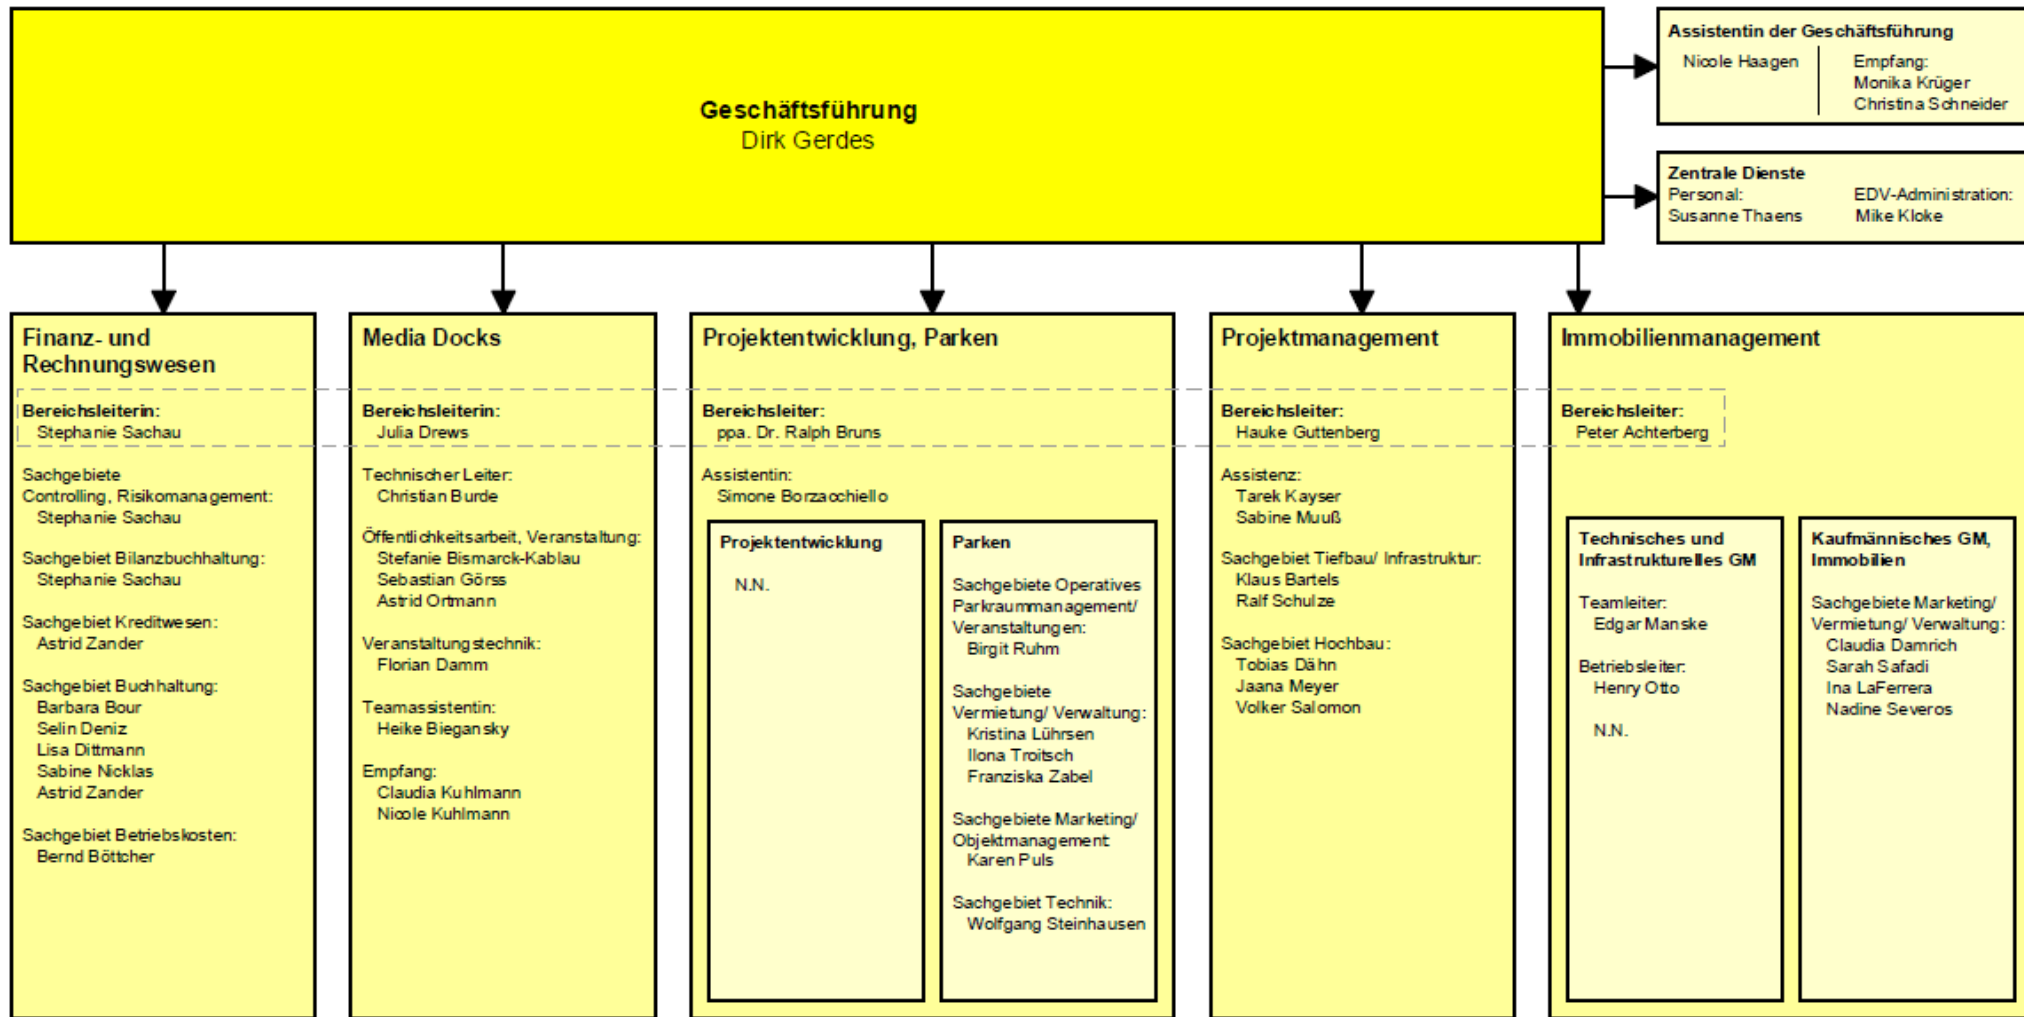 Geschäftsführung
Dirk Gerdes
Assistentin der Geschäftsführung
Nicole Haagen
Empfang:
Monika Krüger
Christina Schneider
Zentrale Dienste
Personal:
Susanne Thaens
EDV-Administration:
Mike Kloke
Finanz- und
Rechnungswesen
Bereichsleiterin:
Stephanie Sachau
Sachgebiete
Controlling, Risikomanagement:
Stephanie Sachau
Sachgebiet Bilanzbuchhaltung:
Stephanie Sachau
Sachgebiet Kreditwesen:
Astrid Zander
Sachgebiet Buchhaltung:
Barbara Bour
Selin Deniz
Lisa Dittmann
Sabine Nicklas
Astrid Zander
Sachgebiet Betriebskosten:
Bernd Böttcher
Media Docks
Bereichsleiterin:
Julia Drews
Technischer Leiter:
Christian Burde
Öffentlichkeitsarbeit, Veranstaltung:
Stefanie Bismarck-Kablau
Sebastian Görss
Astrid Ortmann
Veranstaltungstechnik:
Florian Damm
Teamassistentin:
Heike Biegansky
Empfang:
Claudia Kuhlmann
Nicole Kuhlmann
Projektentwicklung, Parken
Bereichsleiter:
ppa. Dr. Ralph Bruns
Assistentin:
Simone Borzacchiello
Projektentwicklung
N.N.
Parken
Sachgebiete Operatives
Parkraummanagement/
Veranstaltungen:
Birgit Ruhm
Sachgebiete
Vermietung/ Verwaltung:
Kristina Lührsen
Ilona Troitsch
Franziska Zabel
Sachgebiete Marketing/
Objektmanagement:
Karen Puls
Sachgebiet Technik:
Wolfgang Steinhausen
Projektmanagement
Bereichsleiter:
Hauke Guttenberg
Assistenz:
Tarek Kayser
Sabine Muuß
Sachgebiet Tiefbau/ Infrastruktur:
Klaus Bartels
Ralf Schulze
Sachgebiet Hochbau:
Tobias Dähn
Jaana Meyer
Volker Salomon
Immobilienmanagement
Bereichsleiter:
Peter Achterberg
Technisches und
Infrastrukturelles GM
Teamleiter:
Edgar Manske
Betriebsleiter:
Henry Otto
N.N.
Kaufmännisches GM,
Immobilien
Sachgebiete Marketing/
Vermietung/ Verwaltung:
Claudia Damrich
Sarah Safadi
Ina LaFerrera
Nadine Severos